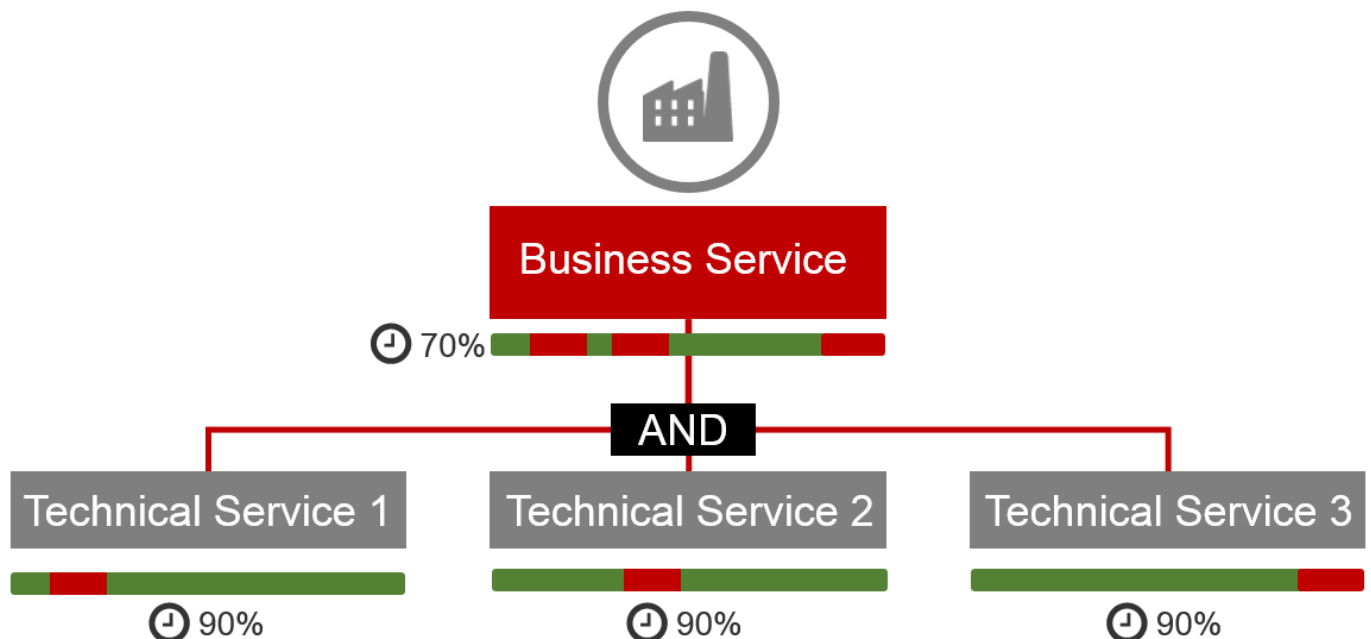 Business Service
70%
AND
Technical Service 1
Technical Service 2
Technical Service 3
90%
90%
90%